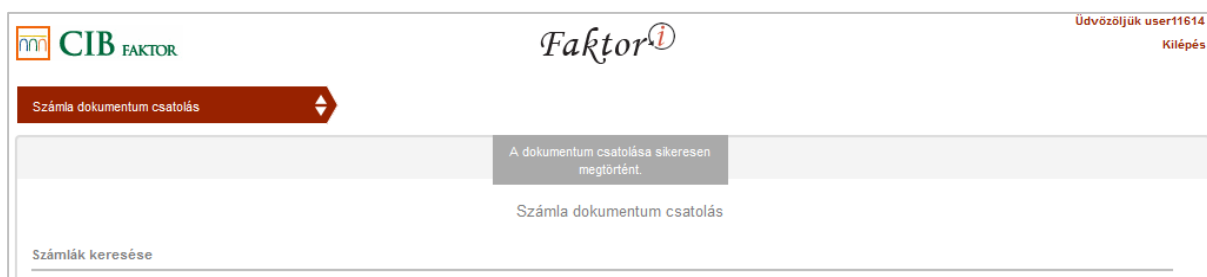 CIB FAKTOR
Faktor i
Üdvözöljük user11614
Kilépés
Számla dokumentum csatolás
A dokumentum csatolása sikeresen
megtörtént.
Számla dokumentum csatolás
Számlák keresése